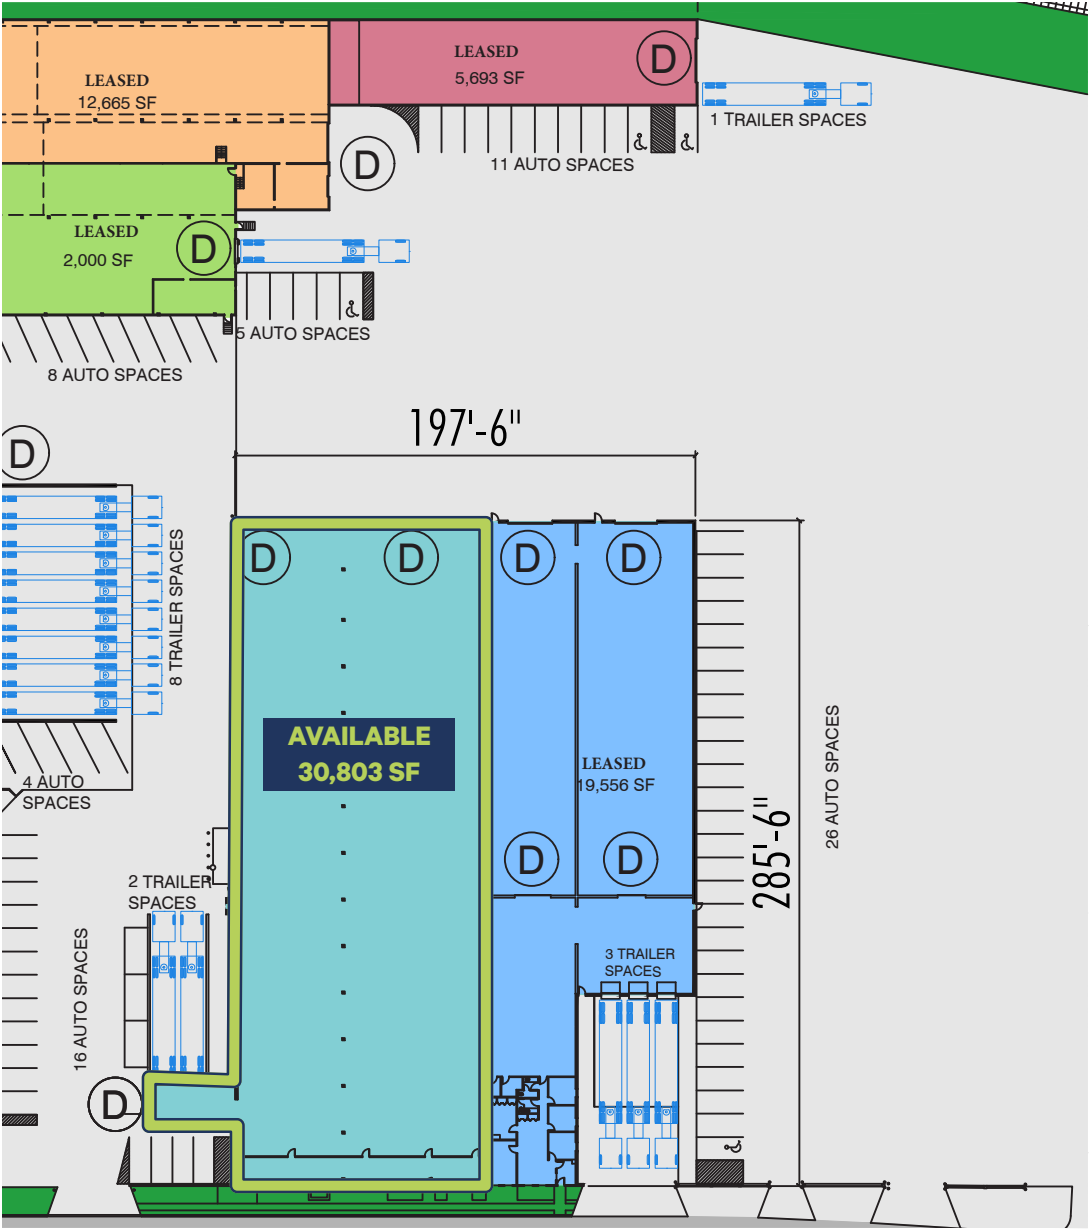 LEASED
5,693 SF
D
LEASED
12,665 SF
1 TRAILER SPACES
D
11 AUTO SPACES
LEASED
2,000 SF
D
5 AUTO SPACES
8 AUTO SPACES
197'-6"
D
D
D
D
D
8 TRAILER SPACES
AVAILABLE
30,803 SF
LEASED
19,556 SF
26 AUTO SPACES
285'-6"
4 AUTO
SPACES
D
D
2 TRAILER
SPACES
16 AUTO SPACES
3 TRAILER
SPACES
D